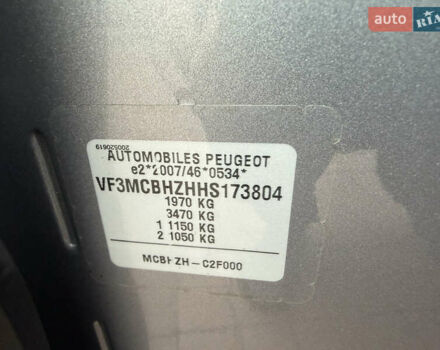 auto RIA
200520619
AUTOMOBILES PEUGEOT
e2*2007/46*0534*
VF3MCBHZHHS173804
1970 KG
3470 KG
1 1150 KG
2 1050 KG
MCBHZH-C2F000